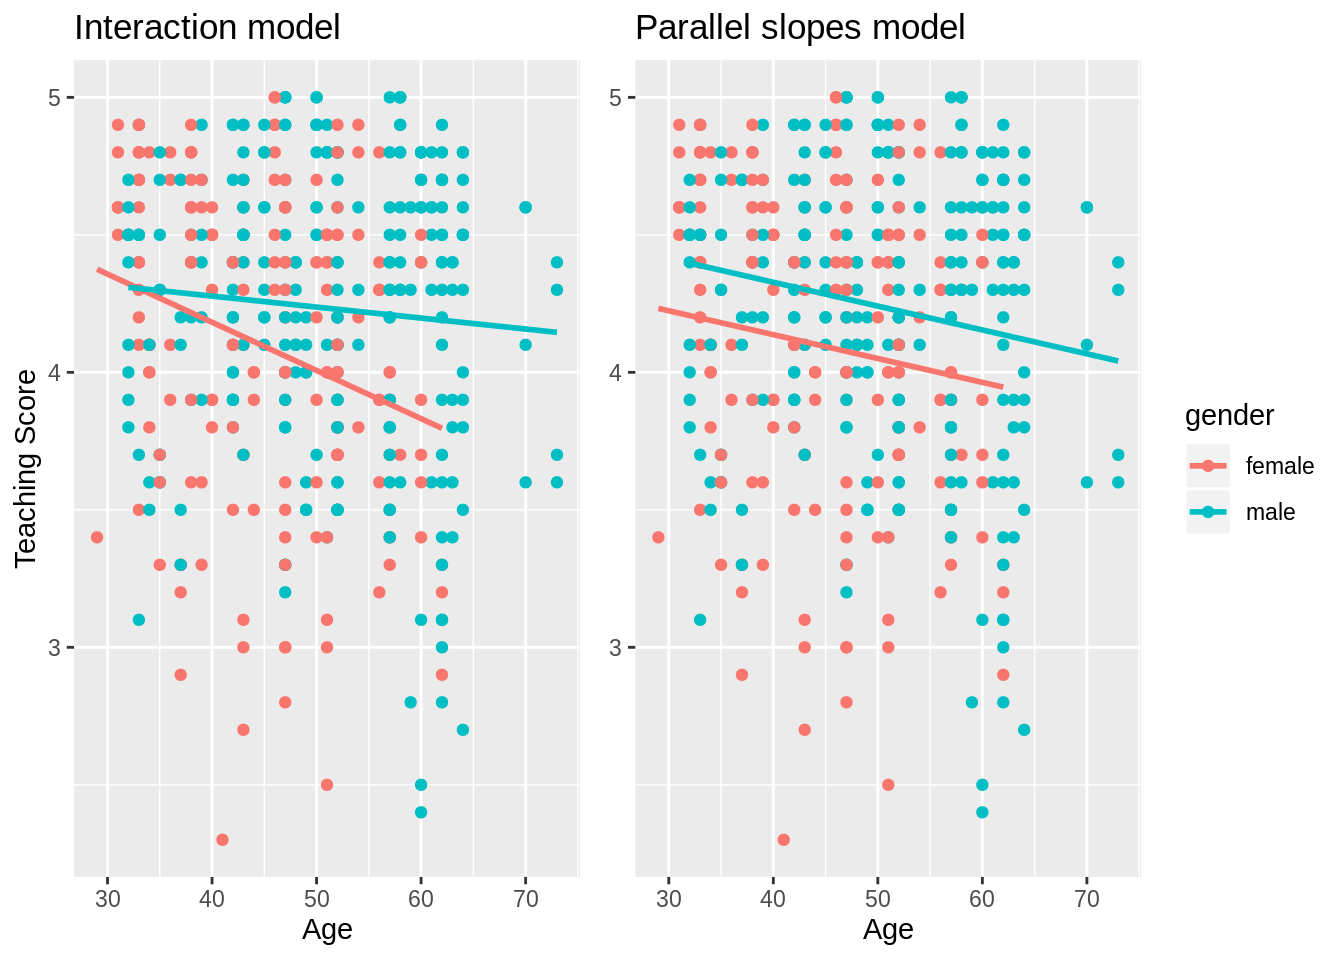 Interaction model
Parallel slopes model
Teaching Score
5
4
3
30 40 50 60 70
Age
5
4
3
30 40 50 60 70
Age
gender
female
male